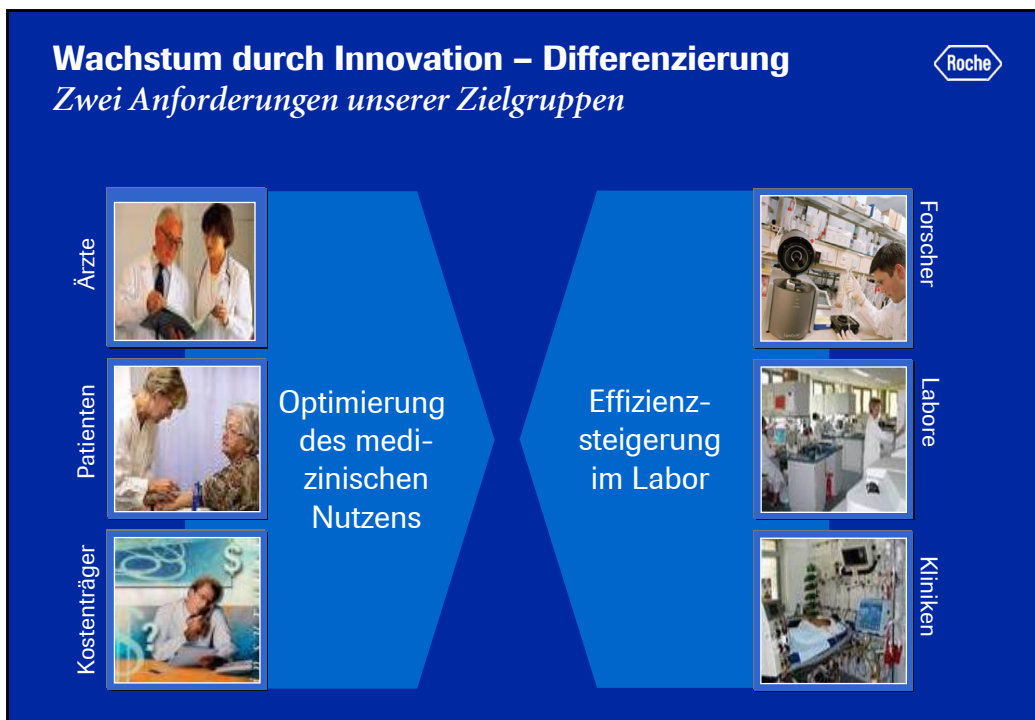 Wachstum durch Innovation – Differenzierung
Zwei Anforderungen unserer Zielgruppen
Roche
Ärzte
Patienten
Kostenträger
Optimierung
des medi-
zinischen
Nutzens
Effizienz-
steigerung
im Labor
Forscher
Labore
Kliniken